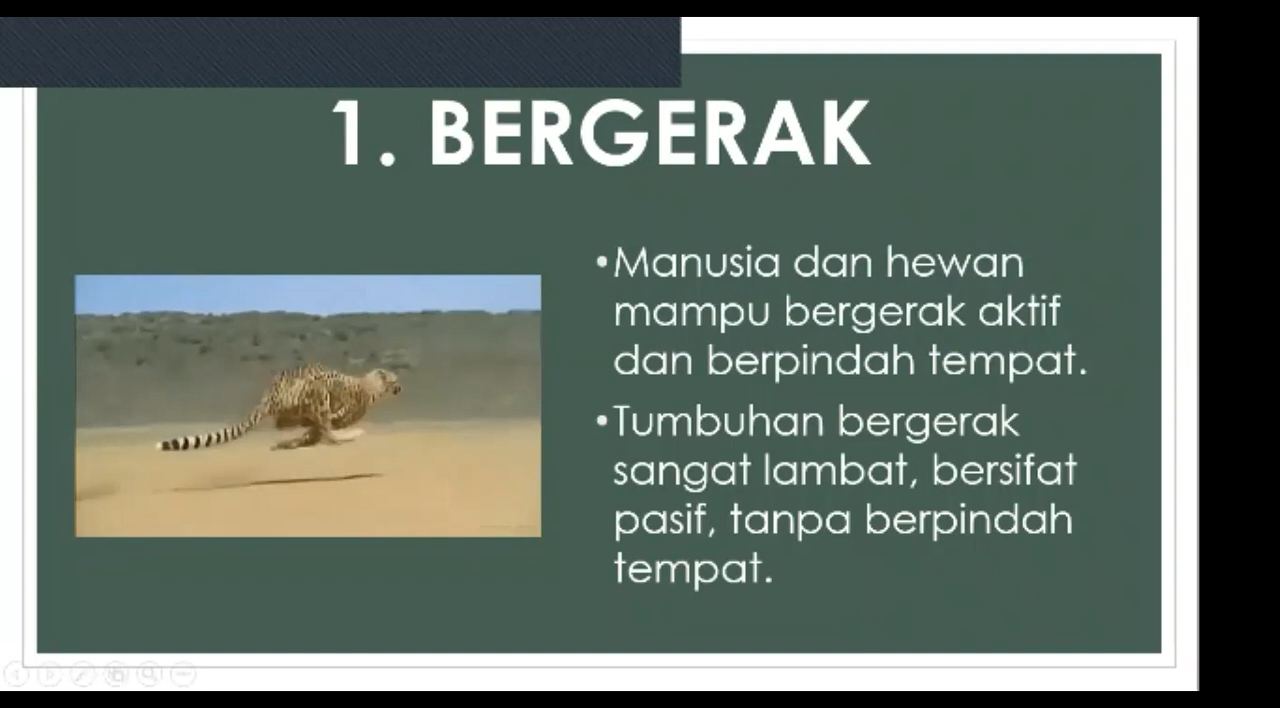 1. BERGERAK
•Manusia dan hewan
mampu bergerak aktif
dan berpindah tempat.
•Tumbuhan bergerak
sangat lambat, bersifat
pasif, tanpa berpindah
tempat.